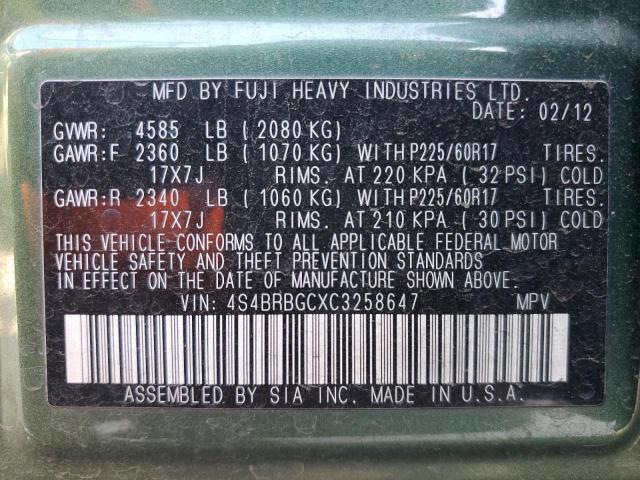 MFD BY FUJI HEAVY INDUSTRIES LTD.
DATE: 02/12
GVWR: 4585 LB (2080 KG)
GAWR:F 2360 LB (1070 KG) WITH P225/60R17 TIRES.
17X7J RIMS. AT 220 KPA (32 PSI) COLD
GAWR:R 2340 LB (1060 KG) WITH P225/60R17 TIRES.
17X7J RIMS. AT 210 KPA (30 PSI) COLD
THIS VEHICLE CONFORMS TO ALL APPLICABLE FEDERAL MOTOR
VEHICLE SAFETY AND THEFT PREVENTION STANDARDS
IN EFFECT ON THE DATE OF MANUFACTURE SHOWN ABOVE.
VIN: 4S4BRBGCXC3258647 MPV
ASSEMBLED BY SIA INC. MADE IN U.S.A.